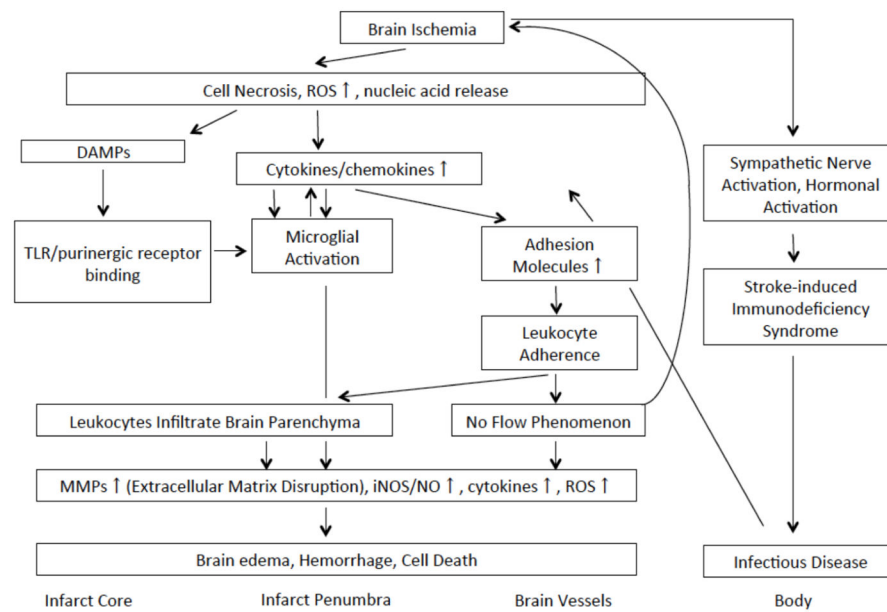 Brain Ischemia
Cell Necrosis, ROS ↑, nucleic acid release
DAMPs
Cytokines/chemokines ↑
Sympathetic Nerve
Activation, Hormonal
Activation
TLR/purinergic receptor
binding
Microglial
Activation
Adhesion
Molecules ↑
Stroke-induced
Immunodeficiency
Syndrome
Leukocyte
Adherence
Leukocytes Infiltrate Brain Parenchyma
No Flow Phenomenon
MMPs ↑ (Extracellular Matrix Disruption), iNOS/NO ↑, cytokines ↑, ROS ↑
Brain edema, Hemorrhage, Cell Death
Infectious Disease
Infarct Core
Infarct Penumbra
Brain Vessels
Body